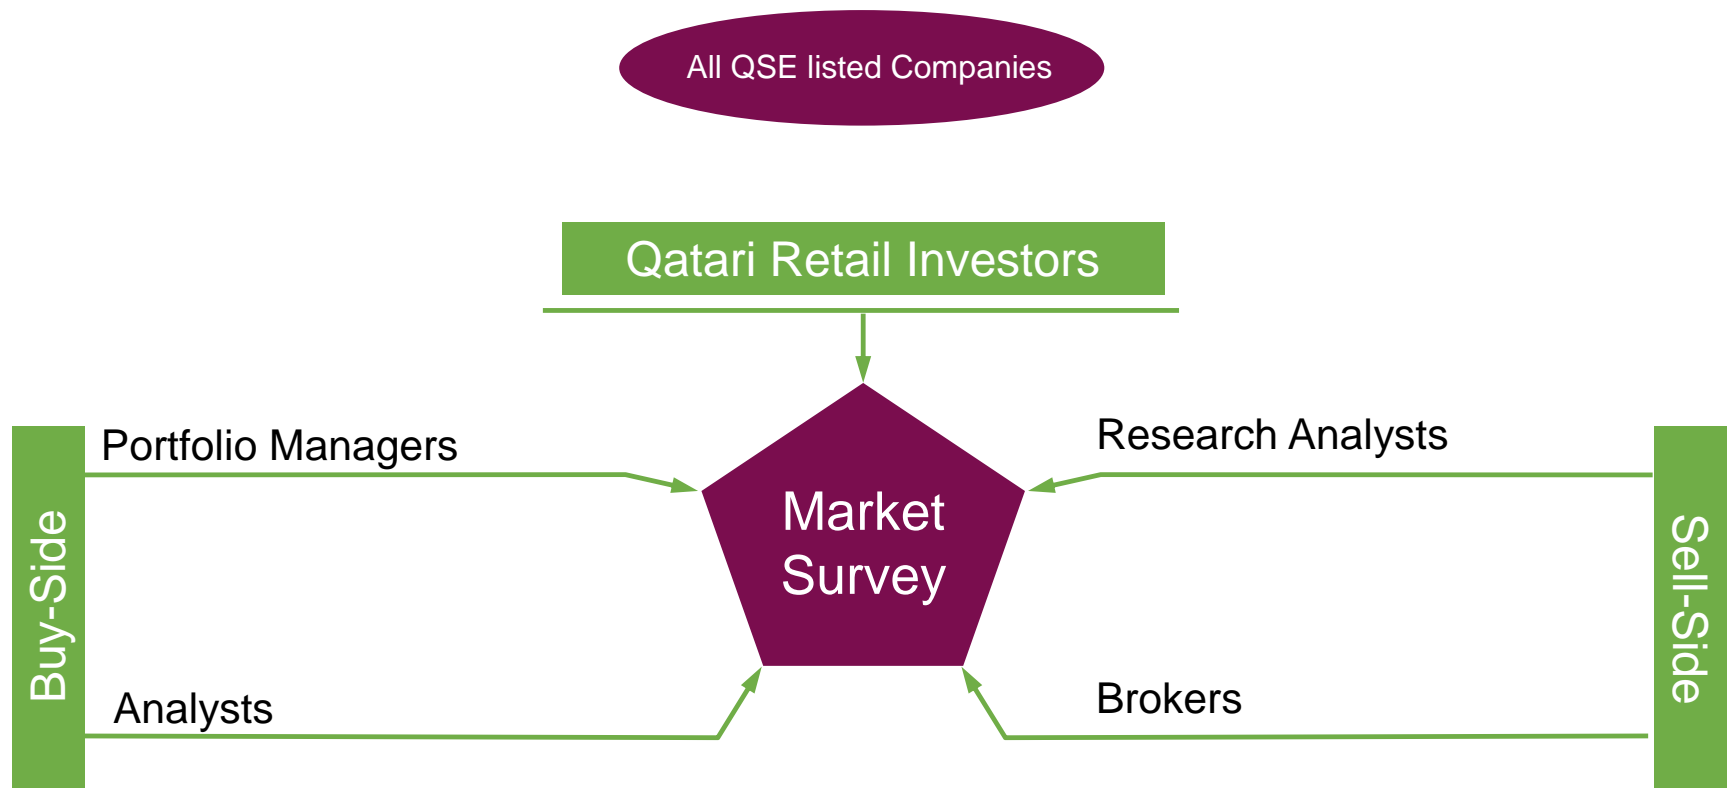 All QSE listed Companies
Qatari Retail Investors
Portfolio Managers
Research Analysts
Market
Survey
Buy-Side
Sell-Side
Analysts
Brokers